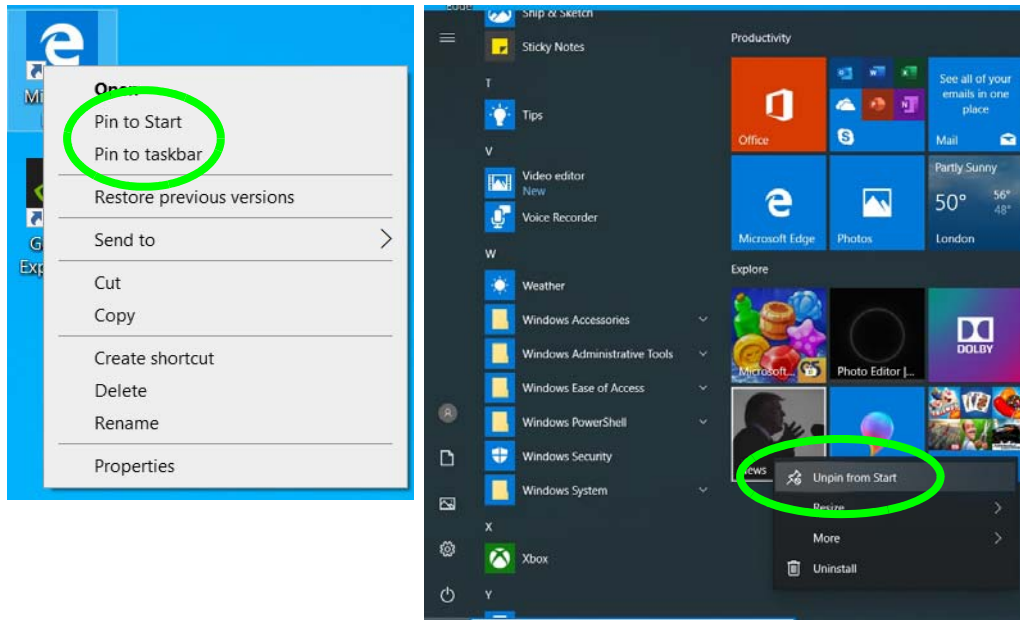 Mi
Open
Pin to Start
Pin to taskbar
Restore previous versions
G
Exp
Send to
Cut
Copy
Create shortcut
Delete
Rename
Properties
Edge
Snip & Sketch
Sticky Notes
T
Tips
V
Video editor
New
Voice Recorder
W
Weather
Windows Accessories
Windows Administrative Tools
Windows Ease of Access
Windows PowerShell
Windows Security
Windows System
X
Xbox
Y
Productivity
Office
See all of your
emails in one
place
Mail
Microsoft Edge
Photos
Partly Sunny
50° 56°
48°
London
Explore
Microsoft...
Photo Editor |...
DOLBY
News
Unpin from Start
Resize
More
Uninstall